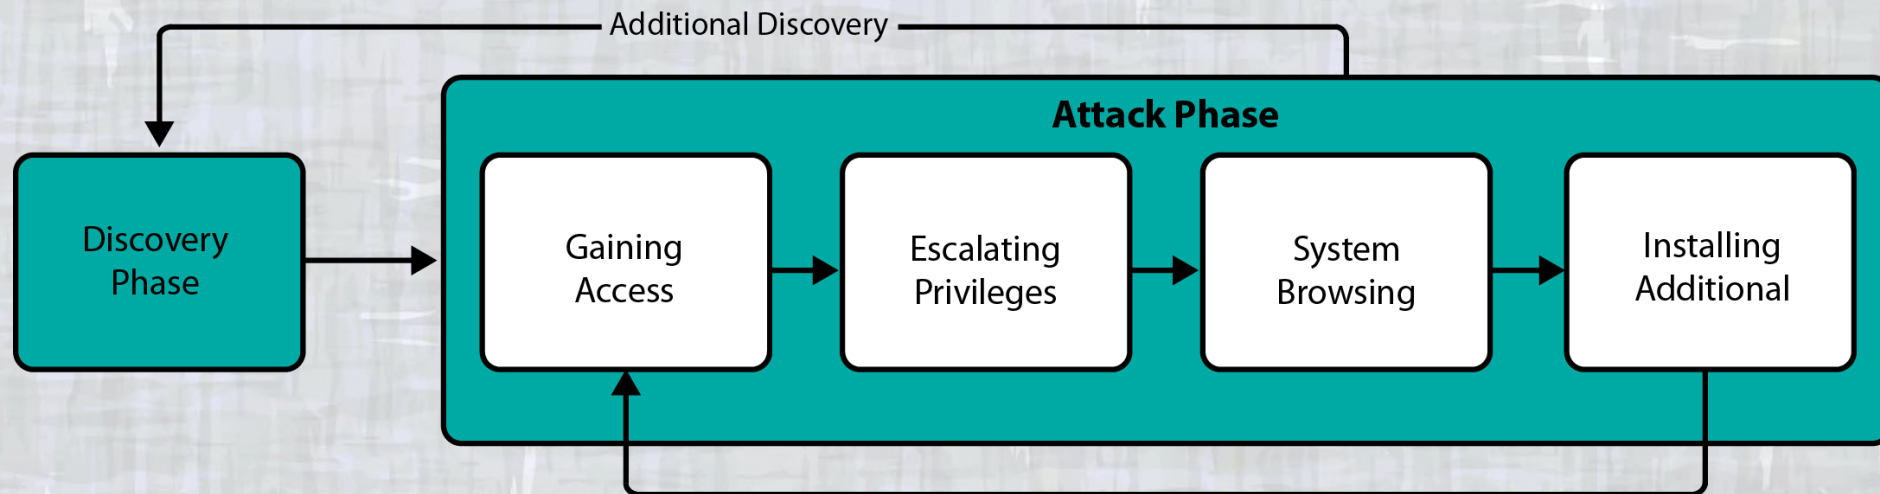 Additional Discovery
Attack Phase
Discovery
Phase
Gaining
Access
Escalating
Privileges
System
Browsing
Installing
Additional